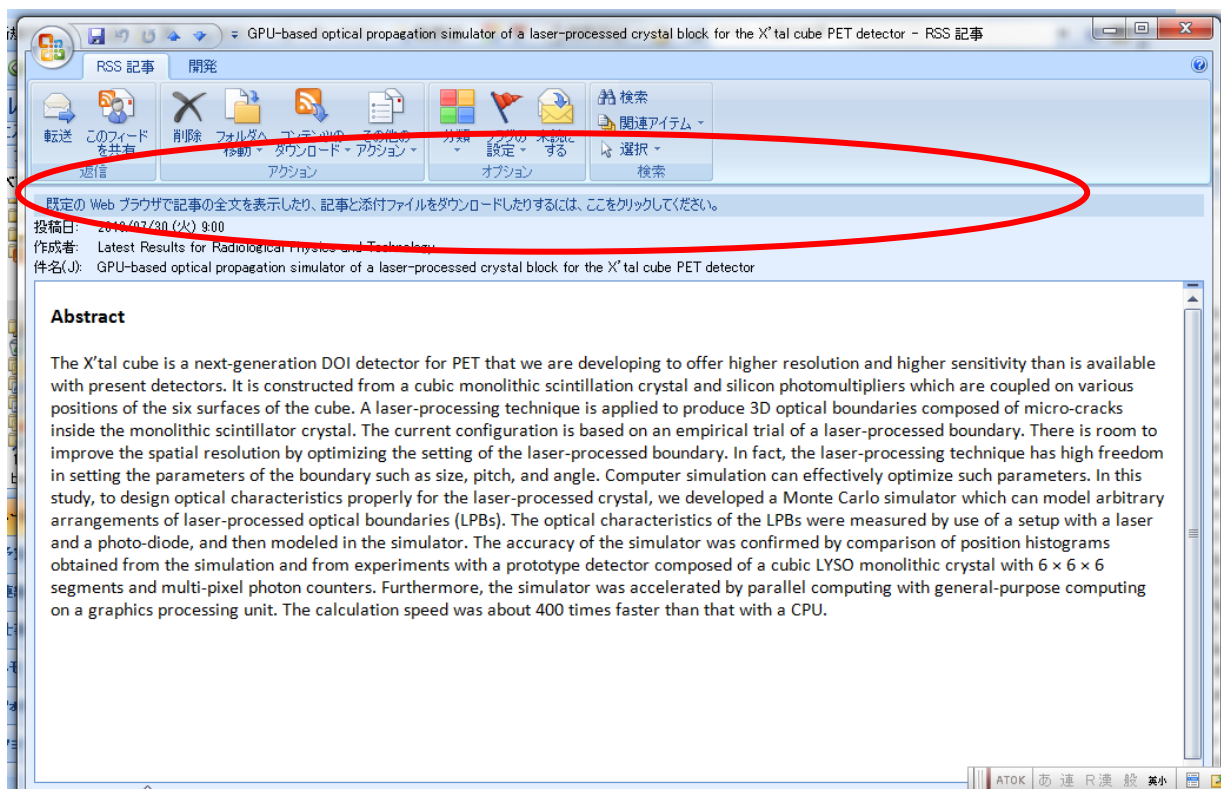 GPU-based optical propagation simulator of a laser-processed crystal block for the X'tal cube PET detector - RSS 記事
RSS 記事 開発
検索
関連アイテム
転送 このフィードを共有 削除 フォルダへ移動 コンテンツのダウンロード その他のアクション 分類 フラグの設定 未読にする 選択
返信 アクション オプション 検索
既定の Web ブラウザで記事の全文を表示したり、記事と添付ファイルをダウンロードしたりするには、ここをクリックしてください。
投稿日: (火) 9:00
作成者: Latest Results for Radiological Physics and Technology
件名(J): GPU-based optical propagation simulator of a laser-processed crystal block for the X'tal cube PET detector
Abstract
The X'tal cube is a next-generation DOI detector for PET that we are developing to offer higher resolution and higher sensitivity than is available
with present detectors. It is constructed from a cubic monolithic scintillation crystal and silicon photomultipliers which are coupled on various
positions of the six surfaces of the cube. A laser-processing technique is applied to produce 3D optical boundaries composed of micro-cracks
inside the monolithic scintillator crystal. The current configuration is based on an empirical trial of a laser-processed boundary. There is room to
improve the spatial resolution by optimizing the setting of the laser-processed boundary. In fact, the laser-processing technique has high freedom
in setting the parameters of the boundary such as size, pitch, and angle. Computer simulation can effectively optimize such parameters. In this
study, to design optical characteristics properly for the laser-processed crystal, we developed a Monte Carlo simulator which can model arbitrary
arrangements of laser-processed optical boundaries (LPBs). The optical characteristics of the LPBs were measured by use of a setup with a laser
and a photo-diode, and then modeled in the simulator. The accuracy of the simulator was confirmed by comparison of position histograms
obtained from the simulation and from experiments with a prototype detector composed of a cubic LYSO monolithic crystal with 6 × 6 × 6
segments and multi-pixel photon counters. Furthermore, the simulator was accelerated by parallel computing with general-purpose computing
on a graphics processing unit. The calculation speed was about 400 times faster than that with a CPU.
ATOK あ 連 R漢 般 英小